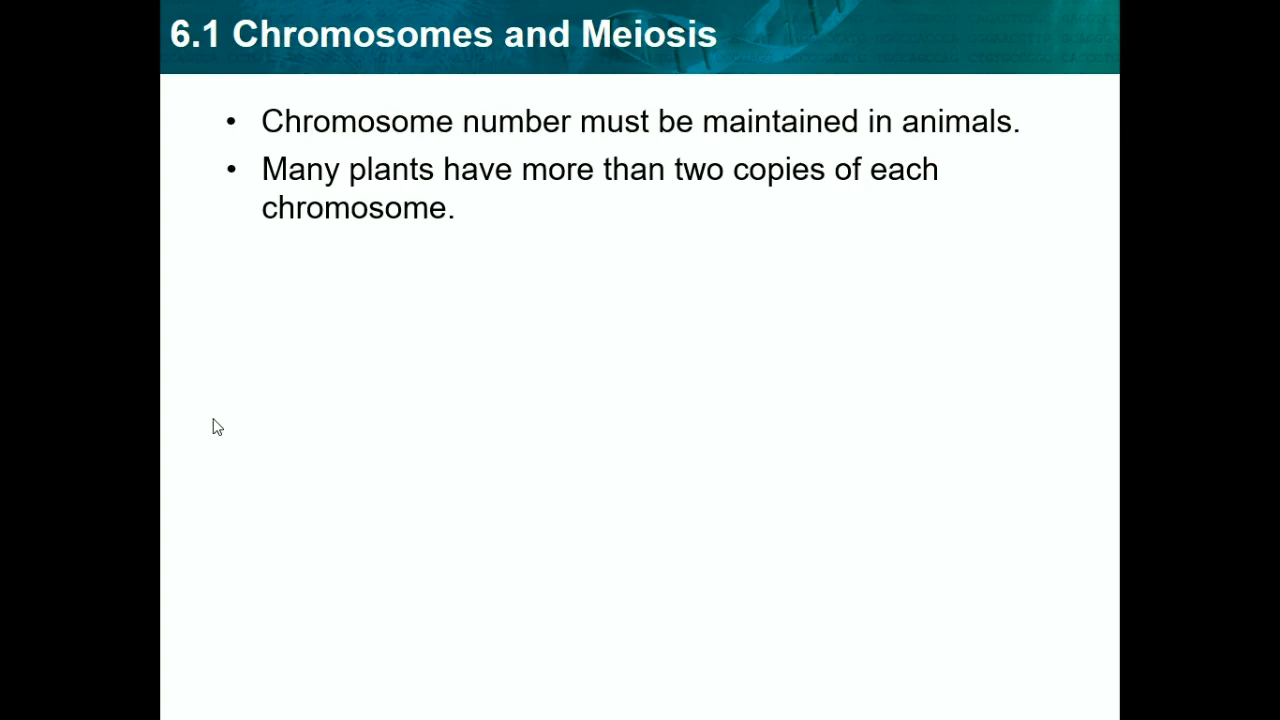 6.1 Chromosomes and Meiosis
• Chromosome number must be maintained in animals.
• Many plants have more than two copies of each
chromosome.